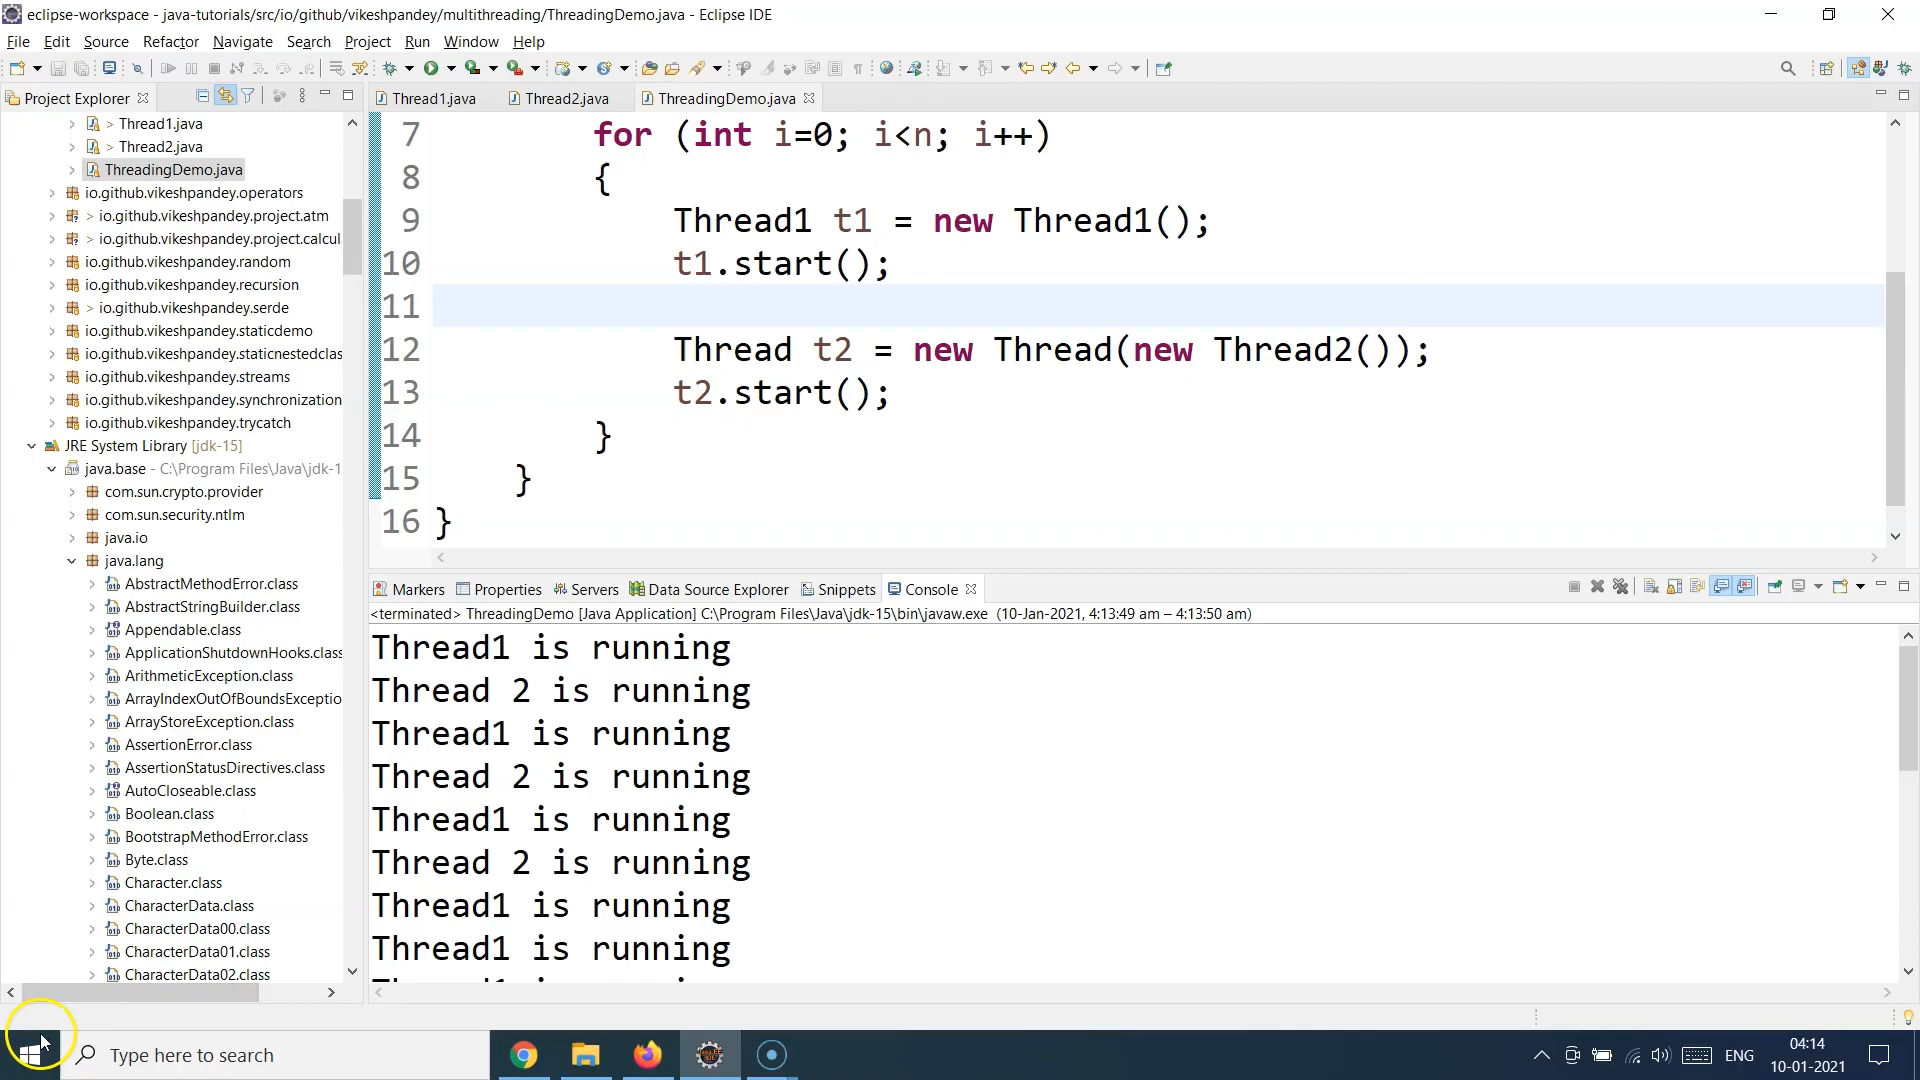 eclipse-workspace - java-tutorials/src/io/github/vikeshpandey/multithreading/ThreadingDemo.java - Eclipse IDE
File Edit Source Refactor Navigate Search Project Run Window Help
Project Explorer
Thread1.java Thread2.java ThreadingDemo.java
> Thread1.java
> Thread2.java
ThreadingDemo.java
io.github.vikeshpandey.operators
> io.github.vikeshpandey.project.atm
> io.github.vikeshpandey.project.calcul
io.github.vikeshpandey.random
io.github.vikeshpandey.recursion
> io.github.vikeshpandey.serde
io.github.vikeshpandey.staticdemo
io.github.vikeshpandey.staticnestedclas
io.github.vikeshpandey.streams
io.github.vikeshpandey.synchronization
io.github.vikeshpandey.trycatch
JRE System Library [jdk-15]
java.base - C:\Program Files\Java\jdk-1
com.sun.crypto.provider
com.sun.security.ntlm
java.io
java.lang
AbstractMethodError.class
AbstractStringBuilder.class
Appendable.class
ApplicationShutdownHooks.class
ArithmeticException.class
ArrayIndexOutOfBoundsExceptio
ArrayStoreException.class
AssertionError.class
AssertionStatusDirectives.class
AutoCloseable.class
Boolean.class
BootstrapMethodError.class
Byte.class
Character.class
CharacterData.class
CharacterData00.class
CharacterData01.class
CharacterData02.class
7 for (int i=0; i<n; i++)
8 {
9 Thread1 t1 = new Thread1();
10 t1.start();
11
12 Thread t2 = new Thread(new Thread2());
13 t2.start();
14 }
15 }
16 }
Markers Properties Servers Data Source Explorer Snippets Console
<terminated> ThreadingDemo [Java Application] C:\Program Files\Java\jdk-15\bin\javaw.exe (10-Jan-2021, 4:13:49 am – 4:13:50 am)
Thread1 is running
Thread 2 is running
Thread1 is running
Thread 2 is running
Thread1 is running
Thread 2 is running
Thread1 is running
Thread1 is running
Type here to search
ENG
04:14
10-01-2021